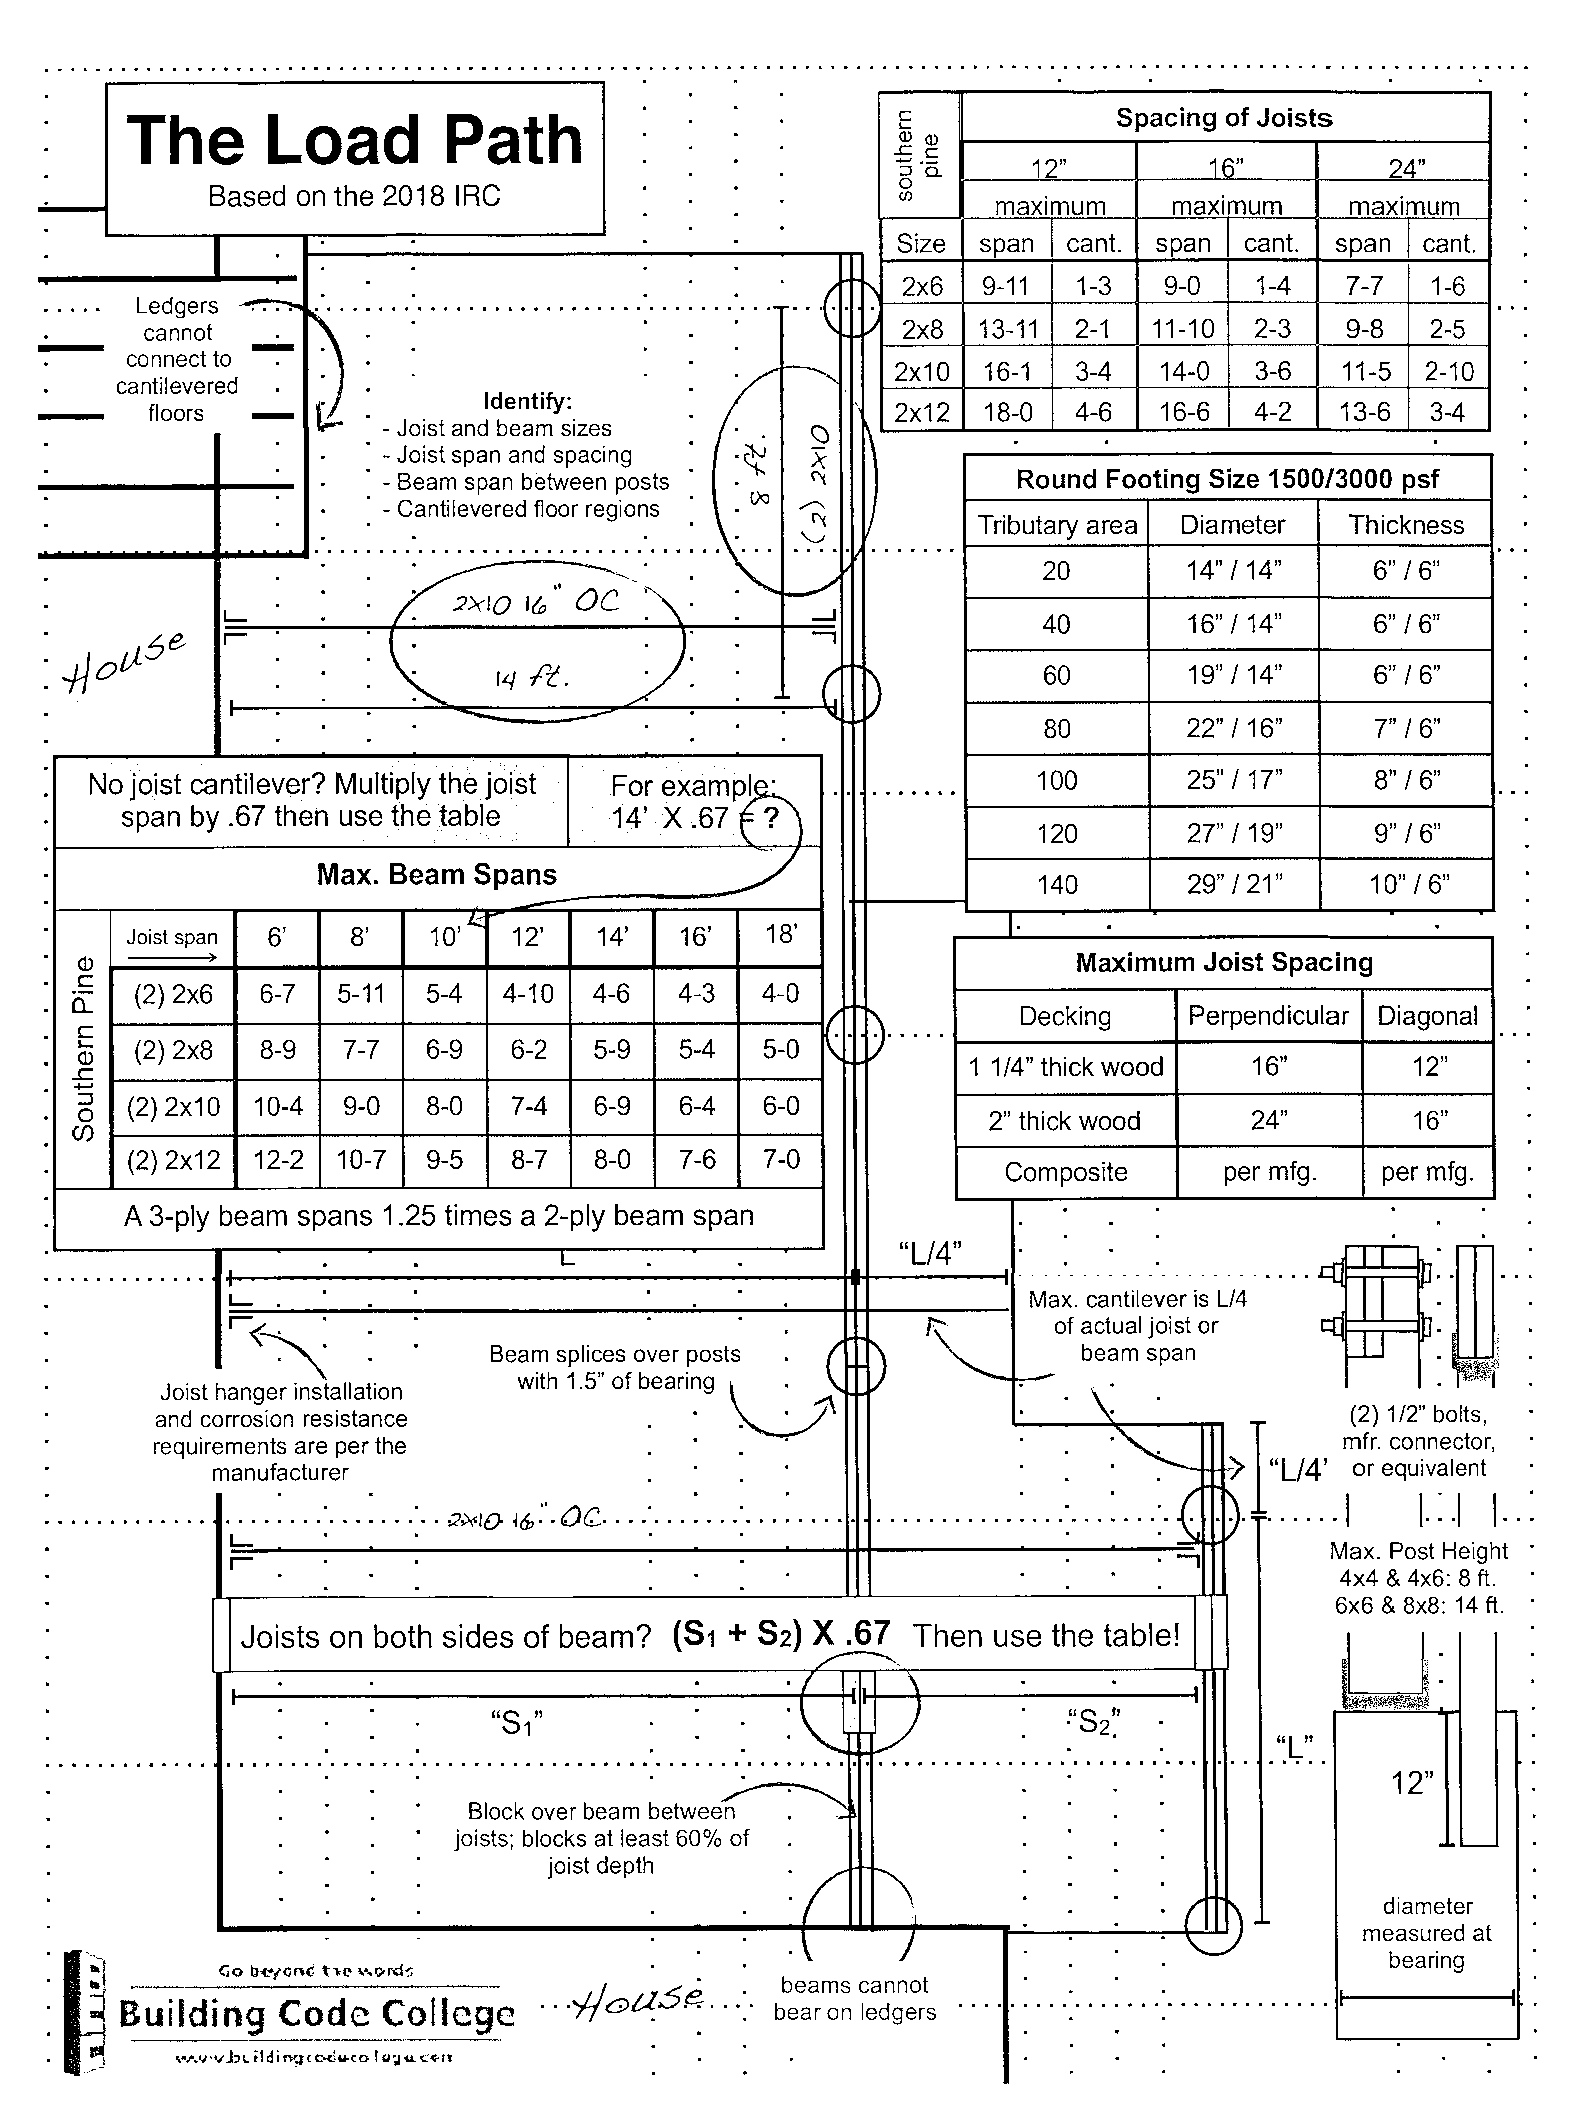 The Load Path
Based on the 2018 IRC
Ledgers
cannot
connect to
cantilevered
floors
Identify:
- Joist and beam sizes
- Joist span and spacing
- Beam span between posts
- Cantilevered floor regions
8 ft.
(2) 2x10
2x10 16" OC
14 ft.
House
southern pine
Spacing of Joists
12” 16” 24”
maximum maximum maximum
Size span cant. span cant. span cant.
2x6 9-11 1-3 9-0 1-4 7-7 1-6
2x8 13-11 2-1 11-10 2-3 9-8 2-5
2x10 16-1 3-4 14-0 3-6 11-5 2-10
2x12 18-0 4-6 16-6 4-2 13-6 3-4
Round Footing Size 1500/3000 psf
Tributary area Diameter Thickness
20 14” / 14” 6” / 6”
40 16” / 14” 6” / 6”
60 19” / 14” 6” / 6”
80 22” / 16” 7” / 6”
100 25” / 17” 8” / 6”
120 27” / 19” 9” / 6”
140 29” / 21” 10” / 6”
No joist cantilever? Multiply the joist
span by .67 then use the table
For example:
14’ X .67 = ?
Max. Beam Spans
Southern Pine
Joist span 6’ 8’ 10’ 12’ 14’ 16’ 18’
(2) 2x6 6-7 5-11 5-4 4-10 4-6 4-3 4-0
(2) 2x8 8-9 7-7 6-9 6-2 5-9 5-4 5-0
(2) 2x10 10-4 9-0 8-0 7-4 6-9 6-4 6-0
(2) 2x12 12-2 10-7 9-5 8-7 8-0 7-6 7-0
A 3-ply beam spans 1.25 times a 2-ply beam span
Maximum Joist Spacing
Decking Perpendicular Diagonal
1 1/4” thick wood 16” 12”
2” thick wood 24” 16”
Composite per mfg. per mfg.
“L/4”
Max. cantilever is L/4
of actual joist or
beam span
Beam splices over posts
with 1.5” of bearing
Joist hanger installation
and corrosion resistance
requirements are per the
manufacturer
(2) 1/2” bolts,
mfr. connector,
or equivalent
“L/4’
2x10 16" OC
Max. Post Height
4x4 & 4x6: 8 ft.
6x6 & 8x8: 14 ft.
Joists on both sides of beam? (S1 + S2) X .67 Then use the table!
“S1”
“S2”
“L”
12”
Block over beam between
joists; blocks at least 60% of
joist depth
diameter
measured at
bearing
beams cannot
bear on ledgers
House
Go beyond the words
Building Code College
www.buildingcodecollege.com